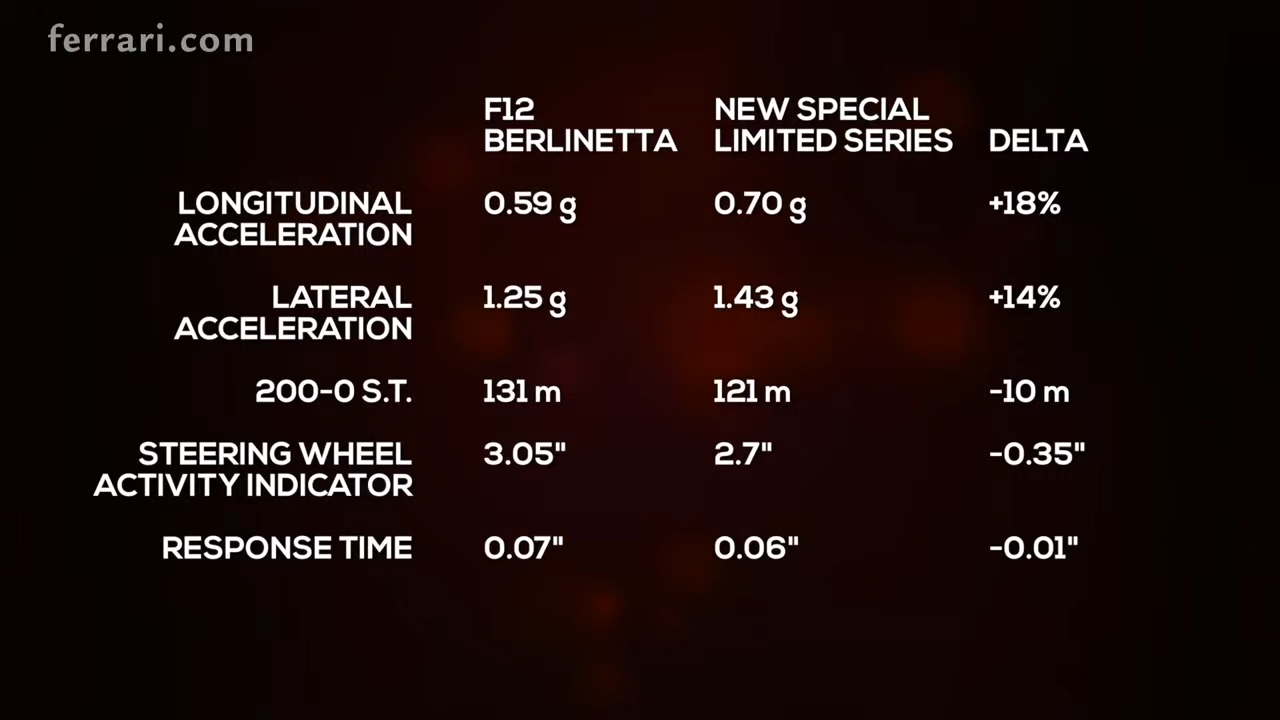 ferrari.com
F12
BERLINETTA
NEW SPECIAL
LIMITED SERIES
DELTA
LONGITUDINAL
ACCELERATION
0.59 g
0.70 g
+18%
LATERAL
ACCELERATION
1.25 g
1.43 g
+14%
200-0 S.T.
131 m
121 m
-10 m
STEERING WHEEL
ACTIVITY INDICATOR
3.05"
2.7"
-0.35"
RESPONSE TIME
0.07"
0.06"
-0.01"